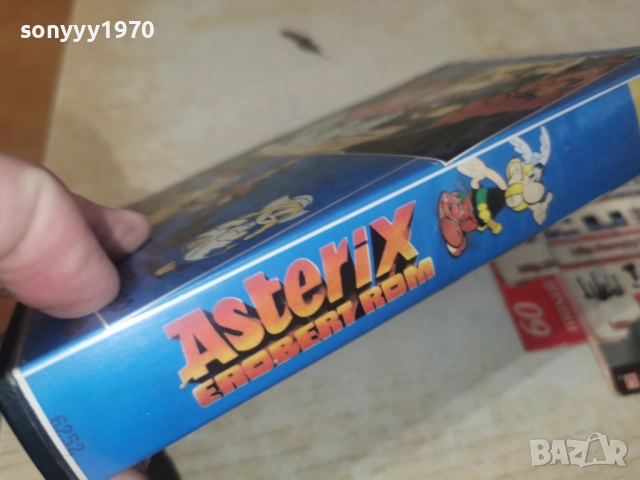 sonyyy1970
AsteriX
EROBERT ROM
6252
60
BAZAR
bg